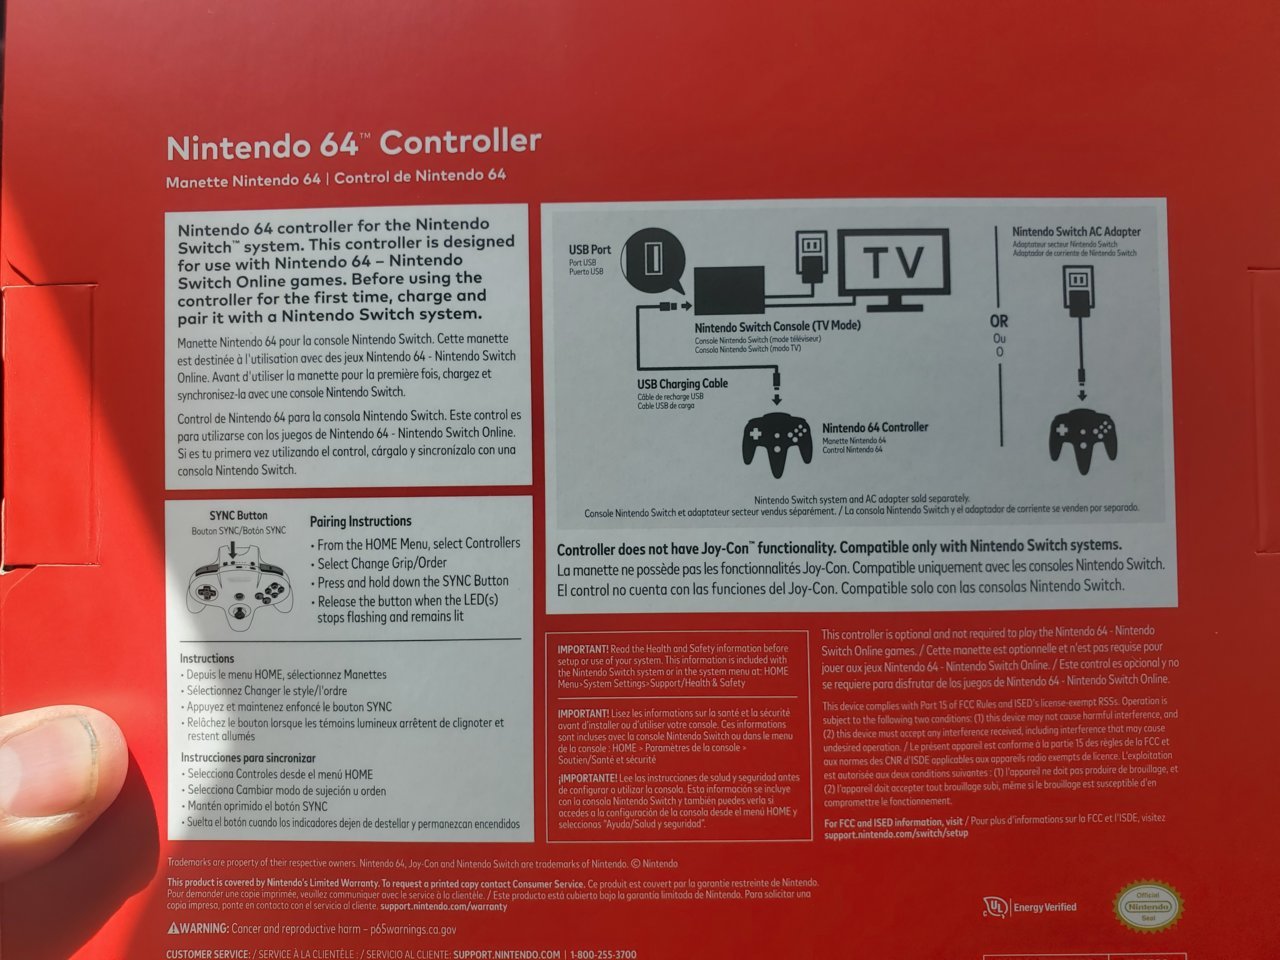 Nintendo 64™ Controller
Manette Nintendo 64 | Control de Nintendo 64
Nintendo 64 controller for the Nintendo
Switch™ system. This controller is designed
for use with Nintendo 64 – Nintendo
Switch Online games. Before using the
controller for the first time, charge and
pair it with a Nintendo Switch system.
Manette Nintendo 64 pour la console Nintendo Switch. Cette manette
est destinée à l'utilisation avec des jeux Nintendo 64 - Nintendo Switch
Online. Avant d'utiliser la manette pour la première fois, chargez et
synchronisez-la avec une console Nintendo Switch.
Control de Nintendo 64 para la consola Nintendo Switch. Este control es
para utilizarse con los juegos de Nintendo 64 - Nintendo Switch Online.
Si es tu primera vez utilizando el control, cárgalo y sincronízalo con una
consola Nintendo Switch.
USB Port
Port USB
Puerto USB
TV
Nintendo Switch Console (TV Mode)
Console Nintendo Switch (mode téléviseur)
Consola Nintendo Switch (modo TV)
USB Charging Cable
Câble de recharge USB
Cable USB de carga
Nintendo 64 Controller
Manette Nintendo 64
Control Nintendo 64
OR
Ou
O
Nintendo Switch AC Adapter
Adaptateur secteur Nintendo Switch
Adaptador de corriente de Nintendo Switch
Nintendo Switch system and AC adapter sold separately.
Console Nintendo Switch et adaptateur secteur vendus séparément. / La consola Nintendo Switch y el adaptador de corriente se venden por separado.
Controller does not have Joy-Con™ functionality. Compatible only with Nintendo Switch systems.
La manette ne possède pas les fonctionnalités Joy-Con. Compatible uniquement avec les consoles Nintendo Switch.
El control no cuenta con las funciones del Joy-Con. Compatible solo con las consolas Nintendo Switch.
SYNC Button
Bouton SYNC/Botón SYNC
Pairing Instructions
• From the HOME Menu, select Controllers
• Select Change Grip/Order
• Press and hold down the SYNC Button
• Release the button when the LED(s)
stops flashing and remains lit
Instructions
• Depuis le menu HOME, sélectionnez Manettes
• Sélectionnez Changer le style/l'ordre
• Appuyez et maintenez enfoncé le bouton SYNC
• Relâchez le bouton lorsque les témoins lumineux arrêtent de clignoter et
restent allumés
Instrucciones para sincronizar
• Selecciona Controles desde el menú HOME
• Selecciona Cambiar modo de sujeción u orden
• Mantén oprimido el botón SYNC
• Suelta el botón cuando los indicadores dejen de destellar y permanezcan encendidos
IMPORTANT! Read the Health and Safety information before
setup or use of your system. This information is included with
the Nintendo Switch system or in the system menu at: HOME
Menu>System Settings>Support/Health & Safety
IMPORTANT! Lisez les informations sur la santé et la sécurité
avant d'installer ou d'utiliser votre console. Ces informations
sont incluses avec la console Nintendo Switch ou dans le menu
de la console : HOME > Paramètres de la console >
Soutien/Santé et sécurité
¡IMPORTANTE! Lee las instrucciones de salud y seguridad antes
de configurar o utilizar la consola. Esta información se incluye
con la consola Nintendo Switch y también puedes verla si
accedes a la configuración de la consola desde el menú HOME y
seleccionas "Ayuda/Salud y seguridad".
This controller is optional and not required to play the Nintendo 64 - Nintendo
Switch Online games. / Cette manette est optionnelle et n'est pas requise pour
jouer aux jeux Nintendo 64 - Nintendo Switch Online. / Este control es opcional y no
se requiere para disfrutar de los juegos de Nintendo 64 - Nintendo Switch Online.
This device complies with Part 15 of FCC Rules and ISED's license-exempt RSSs. Operation is
subject to the following two conditions: (1) this device may not cause harmful interference, and
(2) this device must accept any interference received, including interference that may cause
undesired operation. / Le présent appareil est conforme à la partie 15 des règles de la FCC et
aux normes des CNR d'ISDE applicables aux appareils radio exempts de licence. L'exploitation
est autorisée aux deux conditions suivantes : (1) l'appareil ne doit pas produire de brouillage, et
(2) l'appareil doit accepter tout brouillage subi, même si le brouillage est susceptible d'en
compromettre le fonctionnement.
For FCC and ISED information, visit / Pour plus d'informations sur la FCC et l'ISDE, visitez
support.nintendo.com/switch/setup
Trademarks are property of their respective owners. Nintendo 64, Joy-Con and Nintendo Switch are trademarks of Nintendo. © Nintendo
This product is covered by Nintendo's Limited Warranty. To request a printed copy contact Consumer Service. Ce produit est couvert par la garantie restreinte de Nintendo.
Pour demander une copie imprimée, veuillez communiquer avec le service à la clientèle. / Este producto está cubierto bajo la garantía limitada de Nintendo. Para solicitar una
copia impresa, ponte en contacto con el servicio al cliente. support.nintendo.com/warranty
⚠WARNING: Cancer and reproductive harm – p65warnings.ca.gov
CUSTOMER SERVICE: / SERVICE À LA CLIENTÈLE : / SERVICIO AL CLIENTE: SUPPORT.NINTENDO.COM | 1-800-255-3700
c UL us | Energy Verified
Official
Nintendo
Seal